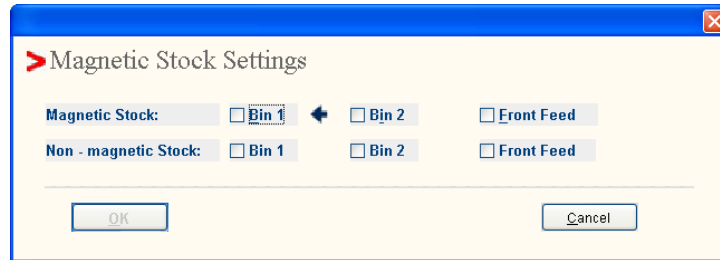 Magnetic Stock Settings
Magnetic Stock: Bin 1 Bin 2 Front Feed
Non - magnetic Stock: Bin 1 Bin 2 Front Feed
OK Cancel